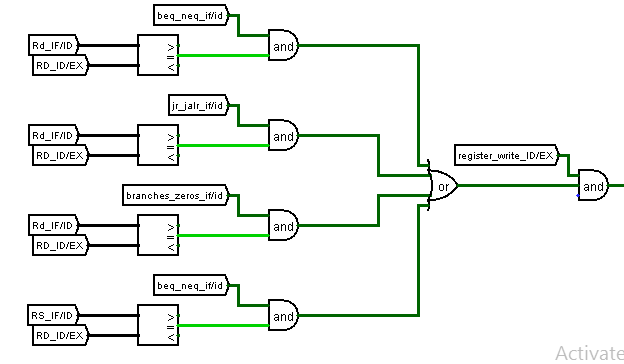 beq_neq_if/id
Rd_IF/ID
RD_ID/EX
>
=
<
and
jr_jalr_if/id
Rd_IF/ID
RD_ID/EX
>
=
<
and
or
register_write_ID/EX
and
branches_zeros_if/id
Rd_IF/ID
RD_ID/EX
>
=
<
and
beq_neq_if/id
RS_IF/ID
RD_ID/EX
>
=
<
and
Activate